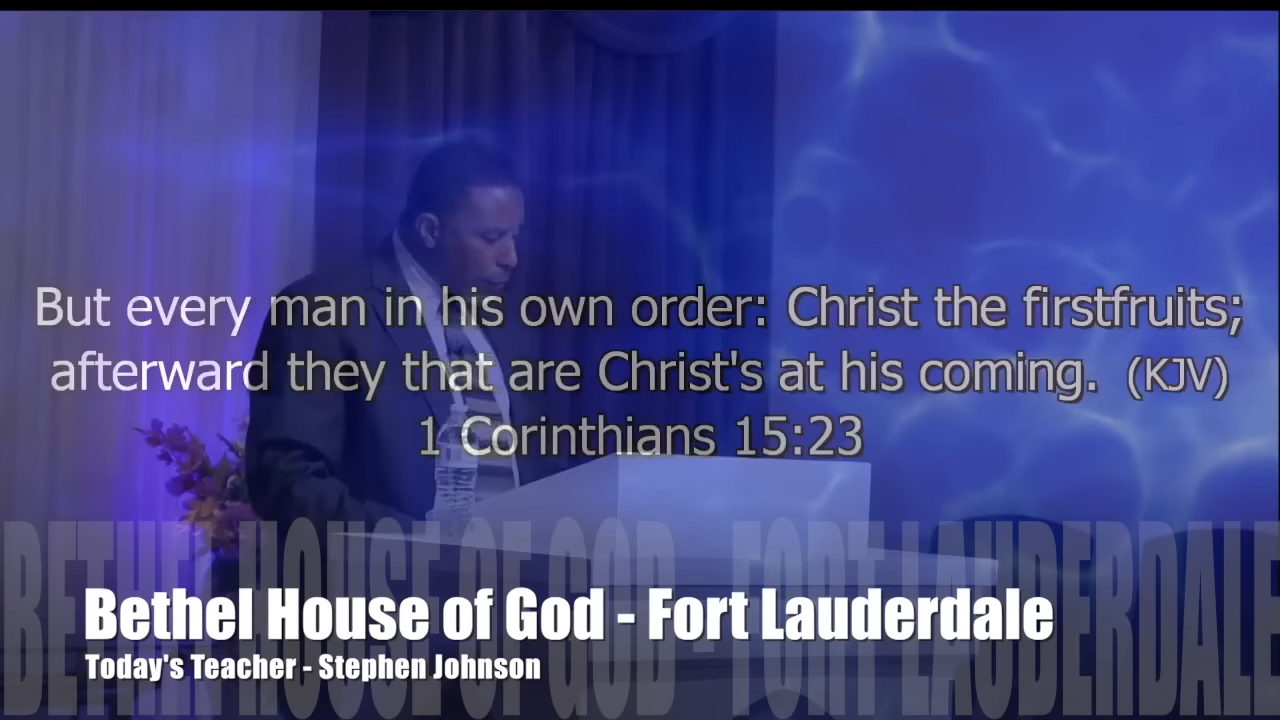 But every man in his own order: Christ the firstfruits;
afterward they that are Christ's at his coming. (KJV)
1 Corinthians 15:23
BETHEL HOUSE OF GOD - FORT LAUDERDALE
Bethel House of God - Fort Lauderdale
Today's Teacher - Stephen Johnson